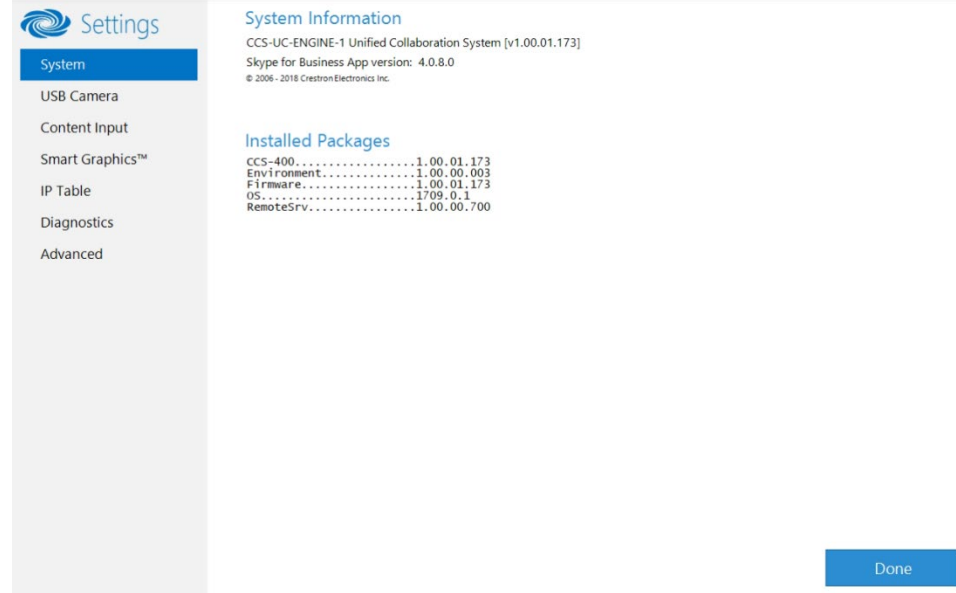 Settings
System
USB Camera
Content Input
Smart Graphics™
IP Table
Diagnostics
Advanced
System Information
CCS-UC-ENGINE-1 Unified Collaboration System [v1.00.01.173]
Skype for Business App version: 4.0.8.0
© 2006 - 2018 Crestron Electronics Inc.
Installed Packages
CCS-400..................1.00.01.173
Environment..............1.00.00.003
Firmware.................1.00.01.173
OS.......................1709.0.1
RemoteSrv................1.00.00.700
Done